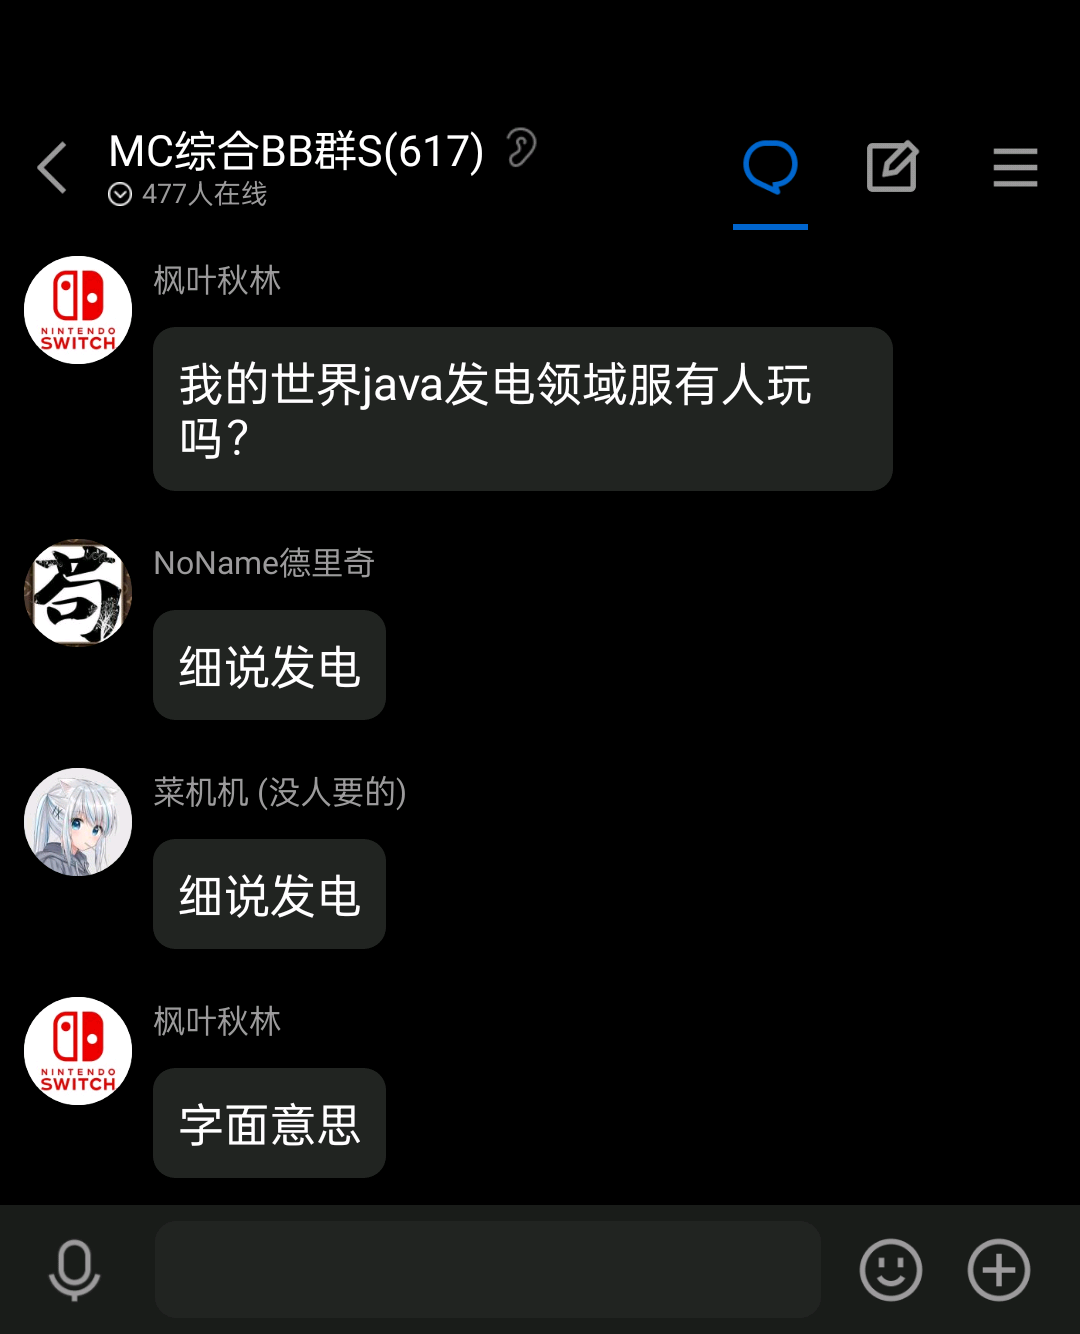 MC综合BB群S(617)
477人在线
枫叶秋林
NINTENDO
SWITCH
我的世界java发电领域服有人玩
吗？
NoName德里奇
苟
细说发电
菜机机 (没人要的)
细说发电
枫叶秋林
NINTENDO
SWITCH
字面意思